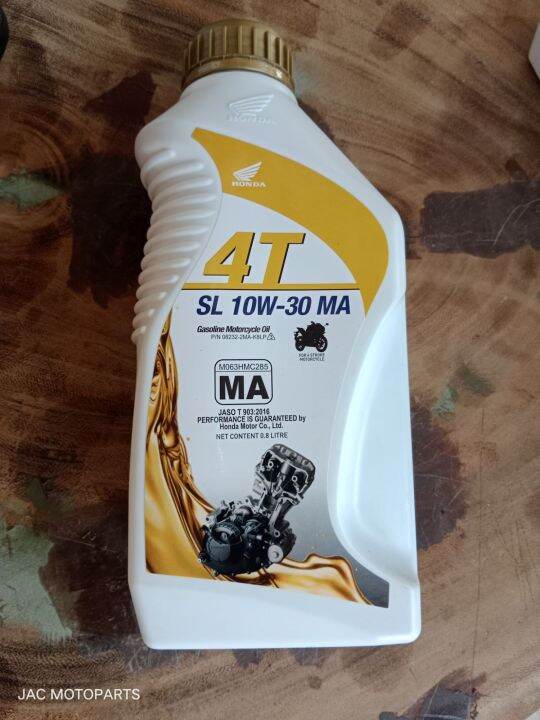 HONDA
HONDA
4T
SL 10W-30 MA
Gasoline Motorcycle Oil
P/N 08232-2MA-K8LP
FOR 4 STROKE
MOTORCYCLE
M063HMC285
MA
JASO T 903:2016
PERFORMANCE IS GUARANTEED by
Honda Motor Co., Ltd.
NET CONTENT 0.8 LITRE
JAC MOTOPARTS